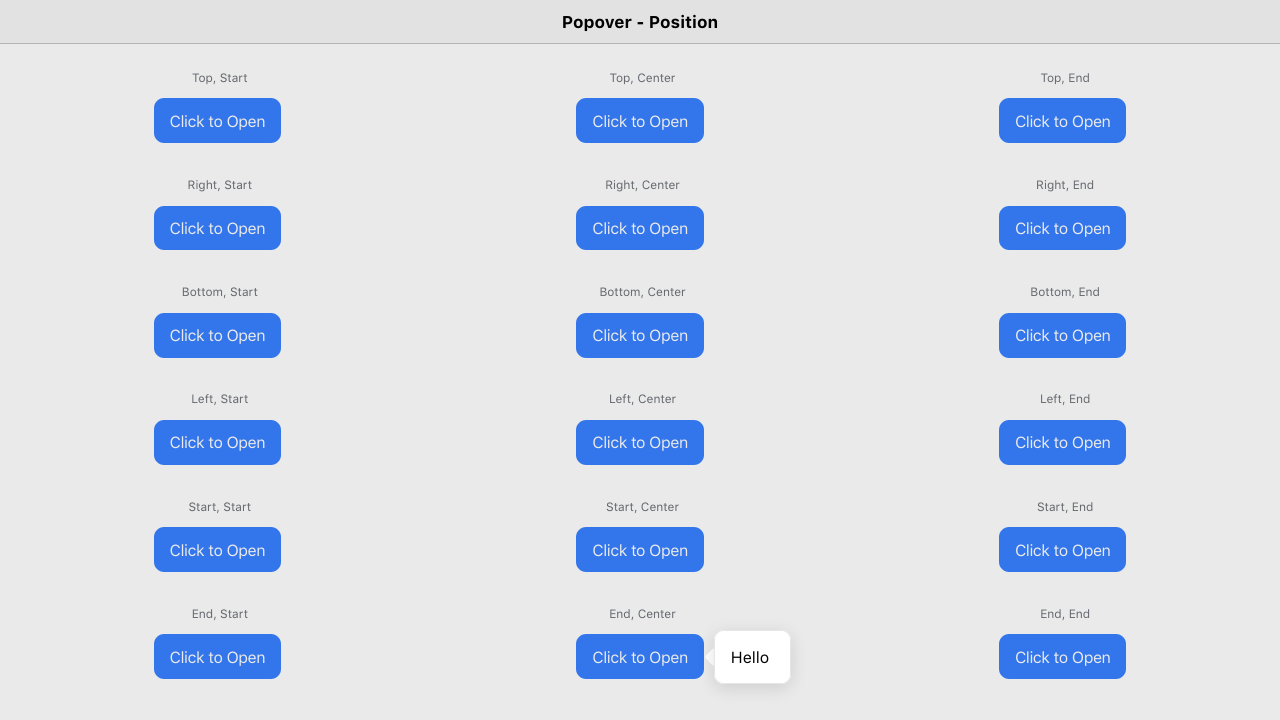 Popover - Position
Top, Start
Top, Center
Top, End
Click to Open
Click to Open
Click to Open
Right, Start
Right, Center
Right, End
Click to Open
Click to Open
Click to Open
Bottom, Start
Bottom, Center
Bottom, End
Click to Open
Click to Open
Click to Open
Left, Start
Left, Center
Left, End
Click to Open
Click to Open
Click to Open
Start, Start
Start, Center
Start, End
Click to Open
Click to Open
Click to Open
End, Start
End, Center
End, End
Click to Open
Click to Open
Hello
Click to Open